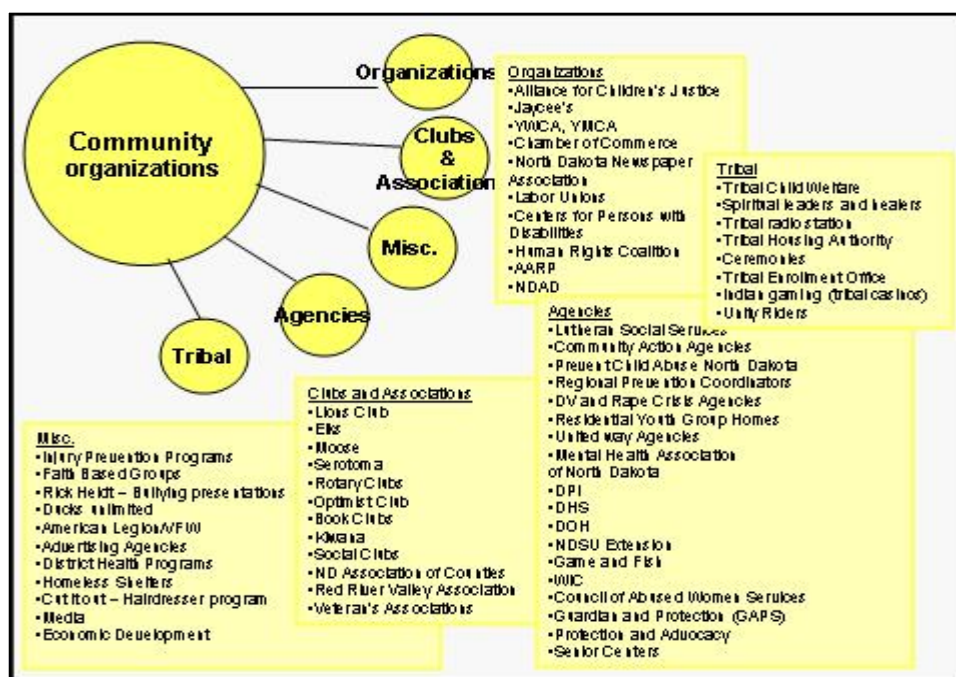 Community
organizations
Organizations
Clubs
&
Association
Misc.
Agencies
Tribal
Organizations
•Alliance for Children's Justice
•Jaycee's
•YWCA, YMCA
•Chamber of Commerce
•North Dakota Newspaper
Association
•Labor Unions
•Centers for Persons with
Disabilities
•Human Rights Coalition
•AARP
•NDAD
Tribal
•Tribal Child Welfare
•Spiritual leaders and healers
•Tribal radio station
•Tribal Housing Authority
•Ceremonies
•Tribal Enrollment Office
•Indian gaming (tribal casinos)
•Unity Riders
Agencies
•Lutheran Social Services
•Community Action Agencies
•Prevent Child Abuse North Dakota
•Regional Prevention Coordinators
•DV and Rape Crisis Agencies
•Residential Youth Group Homes
•United way Agencies
•Mental Health Association
of North Dakota
•DPI
•DHS
•DOH
•NDSU Extension
•Game and Fish
•WIC
•Council of Abused Women Services
•Guardian and Protection (GAPS)
•Protection and Advocacy
•Senior Centers
Clubs and Associations
•Lions Club
•Elks
•Moose
•Serotoma
•Rotary Clubs
•Optimist Club
•Book Clubs
•Kiwana
•Social Clubs
•ND Association of Counties
•Red River Valley Association
•Veteran's Associations
Misc.
•Injury Prevention Programs
•Faith Based Groups
•Rick Heidt – Bullying presentations
•Ducks unlimited
•American Legion/VFW
•Advertising Agencies
•District Health Programs
•Homeless Shelters
•Cut it out – Hairdresser program
•Media
•Economic Development